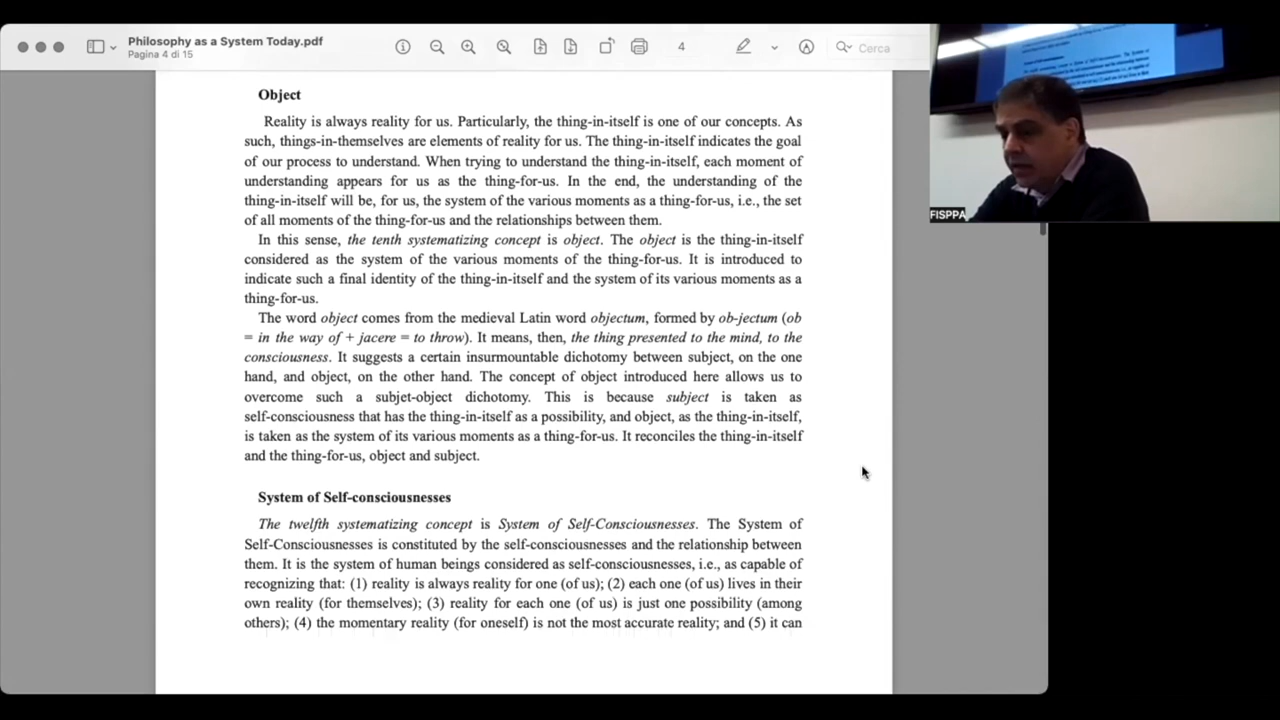 Philosophy as a System Today.pdf
Pagina 4 di 15
4
Cerca
FISPPA
Object
Reality is always reality for us. Particularly, the thing-in-itself is one of our concepts. As
such, things-in-themselves are elements of reality for us. The thing-in-itself indicates the goal
of our process to understand. When trying to understand the thing-in-itself, each moment of
understanding appears for us as the thing-for-us. In the end, the understanding of the
thing-in-itself will be, for us, the system of the various moments as a thing-for-us, i.e., the set
of all moments of the thing-for-us and the relationships between them.
In this sense, the tenth systematizing concept is object. The object is the thing-in-itself
considered as the system of the various moments of the thing-for-us. It is introduced to
indicate such a final identity of the thing-in-itself and the system of its various moments as a
thing-for-us.
The word object comes from the medieval Latin word objectum, formed by ob-jectum (ob
= in the way of + jacere = to throw). It means, then, the thing presented to the mind, to the
consciousness. It suggests a certain insurmountable dichotomy between subject, on the one
hand, and object, on the other hand. The concept of object introduced here allows us to
overcome such a subjet-object dichotomy. This is because subject is taken as
self-consciousness that has the thing-in-itself as a possibility, and object, as the thing-in-itself,
is taken as the system of its various moments as a thing-for-us. It reconciles the thing-in-itself
and the thing-for-us, object and subject.
System of Self-consciousnesses
The twelfth systematizing concept is System of Self-Consciousnesses. The System of
Self-Consciousnesses is constituted by the self-consciousnesses and the relationship between
them. It is the system of human beings considered as self-consciousnesses, i.e., as capable of
recognizing that: (1) reality is always reality for one (of us); (2) each one (of us) lives in their
own reality (for themselves); (3) reality for each one (of us) is just one possibility (among
others); (4) the momentary reality (for oneself) is not the most accurate reality; and (5) it can